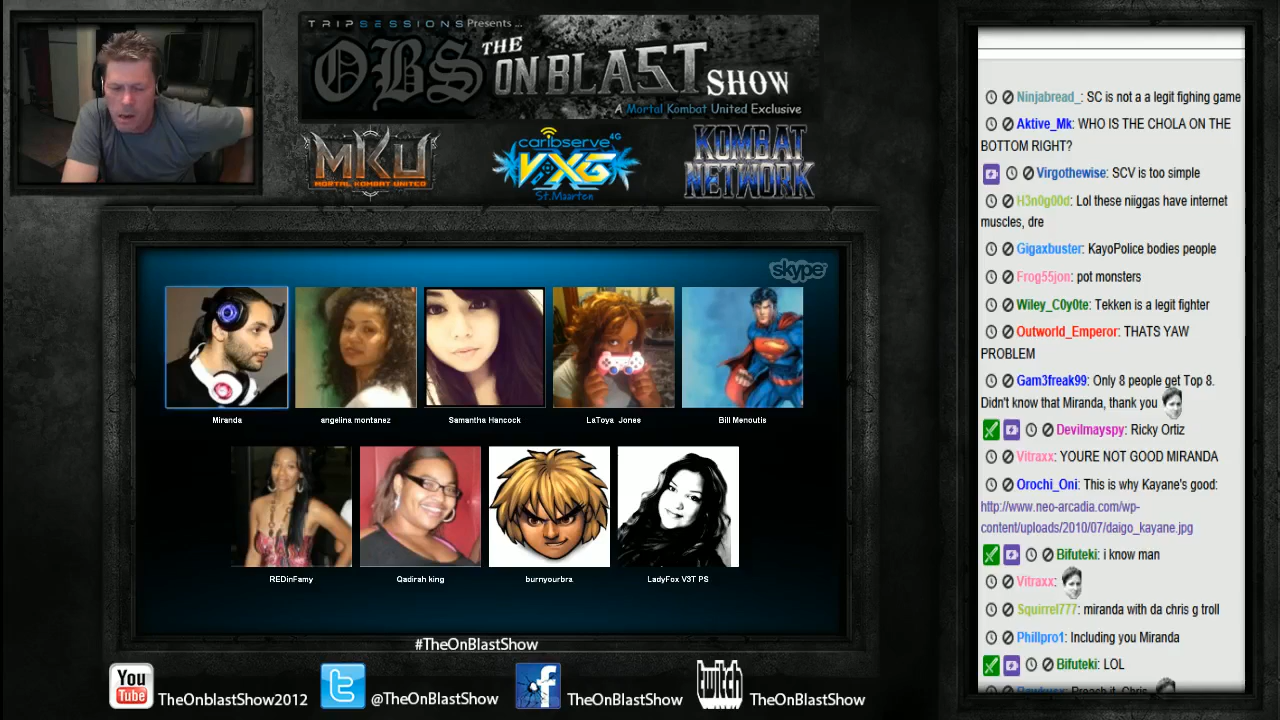 TRIPSESSIONS Presents ...
OBS THE ON BLAST SHOW
A Mortal Kombat United Exclusive
MKU
MORTAL KOMBAT UNITED
caribserve 4G
VXG
St.Maarten
KOMBAT
NETWORK
skype
Miranda
angelina montanez
Samantha Hancock
LaToya Jones
Bill Menoutis
REDinFamy
Qadirah king
burnyourbra
LadyFox V3T PS
#TheOnBlastShow
You
Tube
TheOnblastShow2012
@TheOnBlastShow
TheOnBlastShow
twitch
TheOnBlastShow
Ninjabread_: SC is not a a legit fighing game
Aktive_Mk: WHO IS THE CHOLA ON THE
BOTTOM RIGHT?
Virgothewise: SCV is too simple
H3n0g00d: Lol these niiggas have internet
muscles, dre
Gigaxbuster: KayoPolice bodies people
Frog55jon: pot monsters
Wiley_C0y0te: Tekken is a legit fighter
Outworld_Emperor: THATS YAW
PROBLEM
Gam3freak99: Only 8 people get Top 8.
Didn't know that Miranda, thank you
Devilmayspy: Ricky Ortiz
Vitraxx: YOURE NOT GOOD MIRANDA
Orochi_Oni: This is why Kayane's good:
http://www.neo-arcadia.com/wp-
content/uploads/2010/07/daigo_kayane.jpg
Bifuteki: i know man
Vitraxx:
Squirrel777: miranda with da chris g troll
Phillpro1: Including you Miranda
Bifuteki: LOL
Preach it, Chris